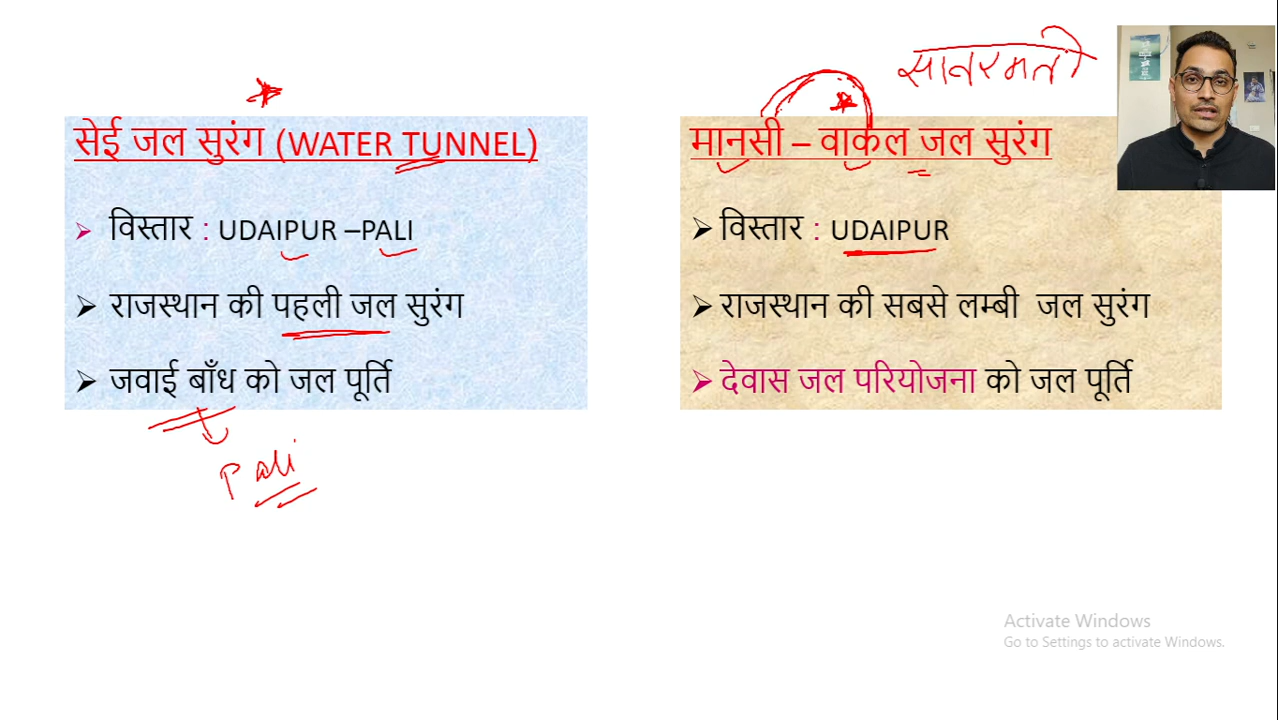 साबरमती
सेई जल सुरंग (WATER TUNNEL)
➤ विस्तार : UDAIPUR –PALI
➤ राजस्थान की पहली जल सुरंग
➤ जवाई बाँध को जल पूर्ति
Pali
मानसी – वाकल जल सुरंग
➤ विस्तार : UDAIPUR
➤ राजस्थान की सबसे लम्बी जल सुरंग
➤ देवास जल परियोजना को जल पूर्ति
Activate Windows
Go to Settings to activate Windows.